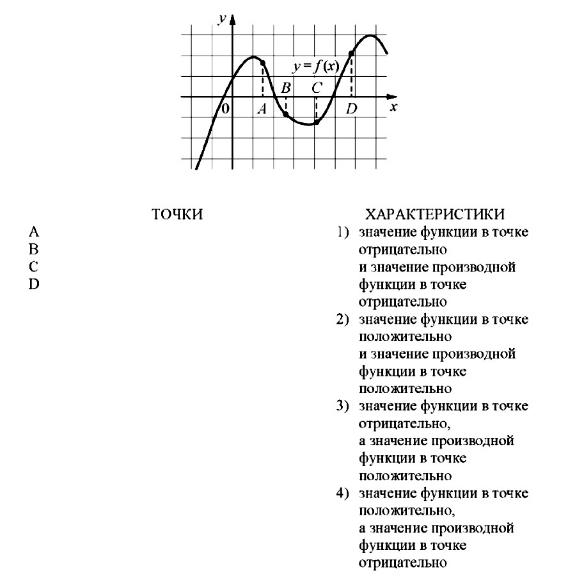 y
y = f(x)
B C
0 A D x
ТОЧКИ
ХАРАКТЕРИСТИКИ
A
B
C
D
1) значение функции в точке
отрицательно
и значение производной
функции в точке
отрицательно
2) значение функции в точке
положительно
и значение производной
функции в точке
положительно
3) значение функции в точке
отрицательно,
а значение производной
функции в точке
положительно
4) значение функции в точке
положительно,
а значение производной
функции в точке
отрицательно